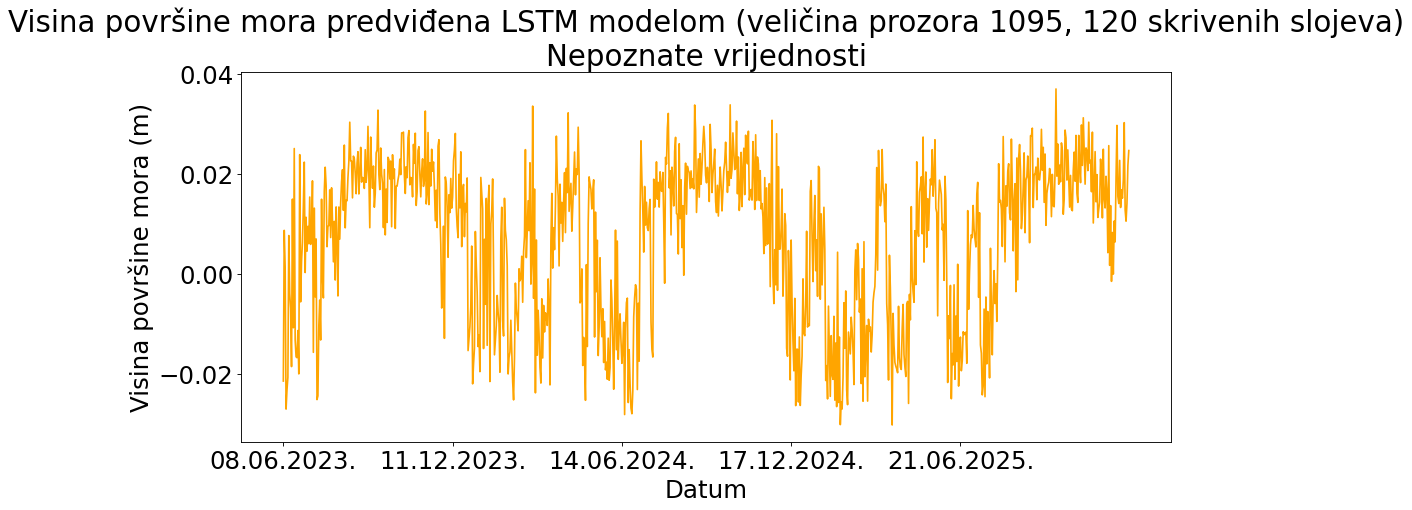 Visina površine mora predviđena LSTM modelom (veličina prozora 1095, 120 skrivenih slojeva)
Nepoznate vrijednosti
Visina površine mora (m)
0.04
0.02
0.00
−0.02
08.06.2023.
11.12.2023.
14.06.2024.
17.12.2024.
21.06.2025.
Datum